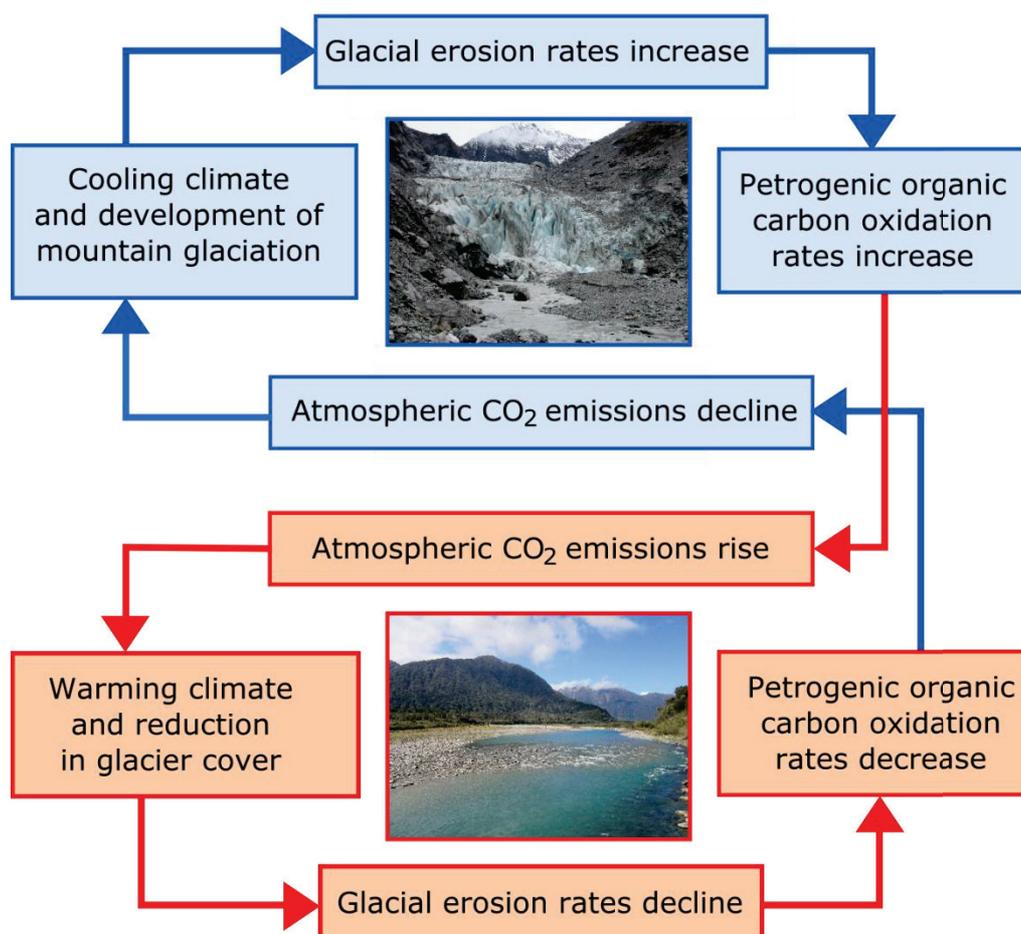 Glacial erosion rates increase
Cooling climate
and development of
mountain glaciation
Petrogenic organic
carbon oxidation
rates increase
Atmospheric CO₂ emissions decline
Atmospheric CO₂ emissions rise
Warming climate
and reduction
in glacier cover
Petrogenic organic
carbon oxidation
rates decrease
Glacial erosion rates decline